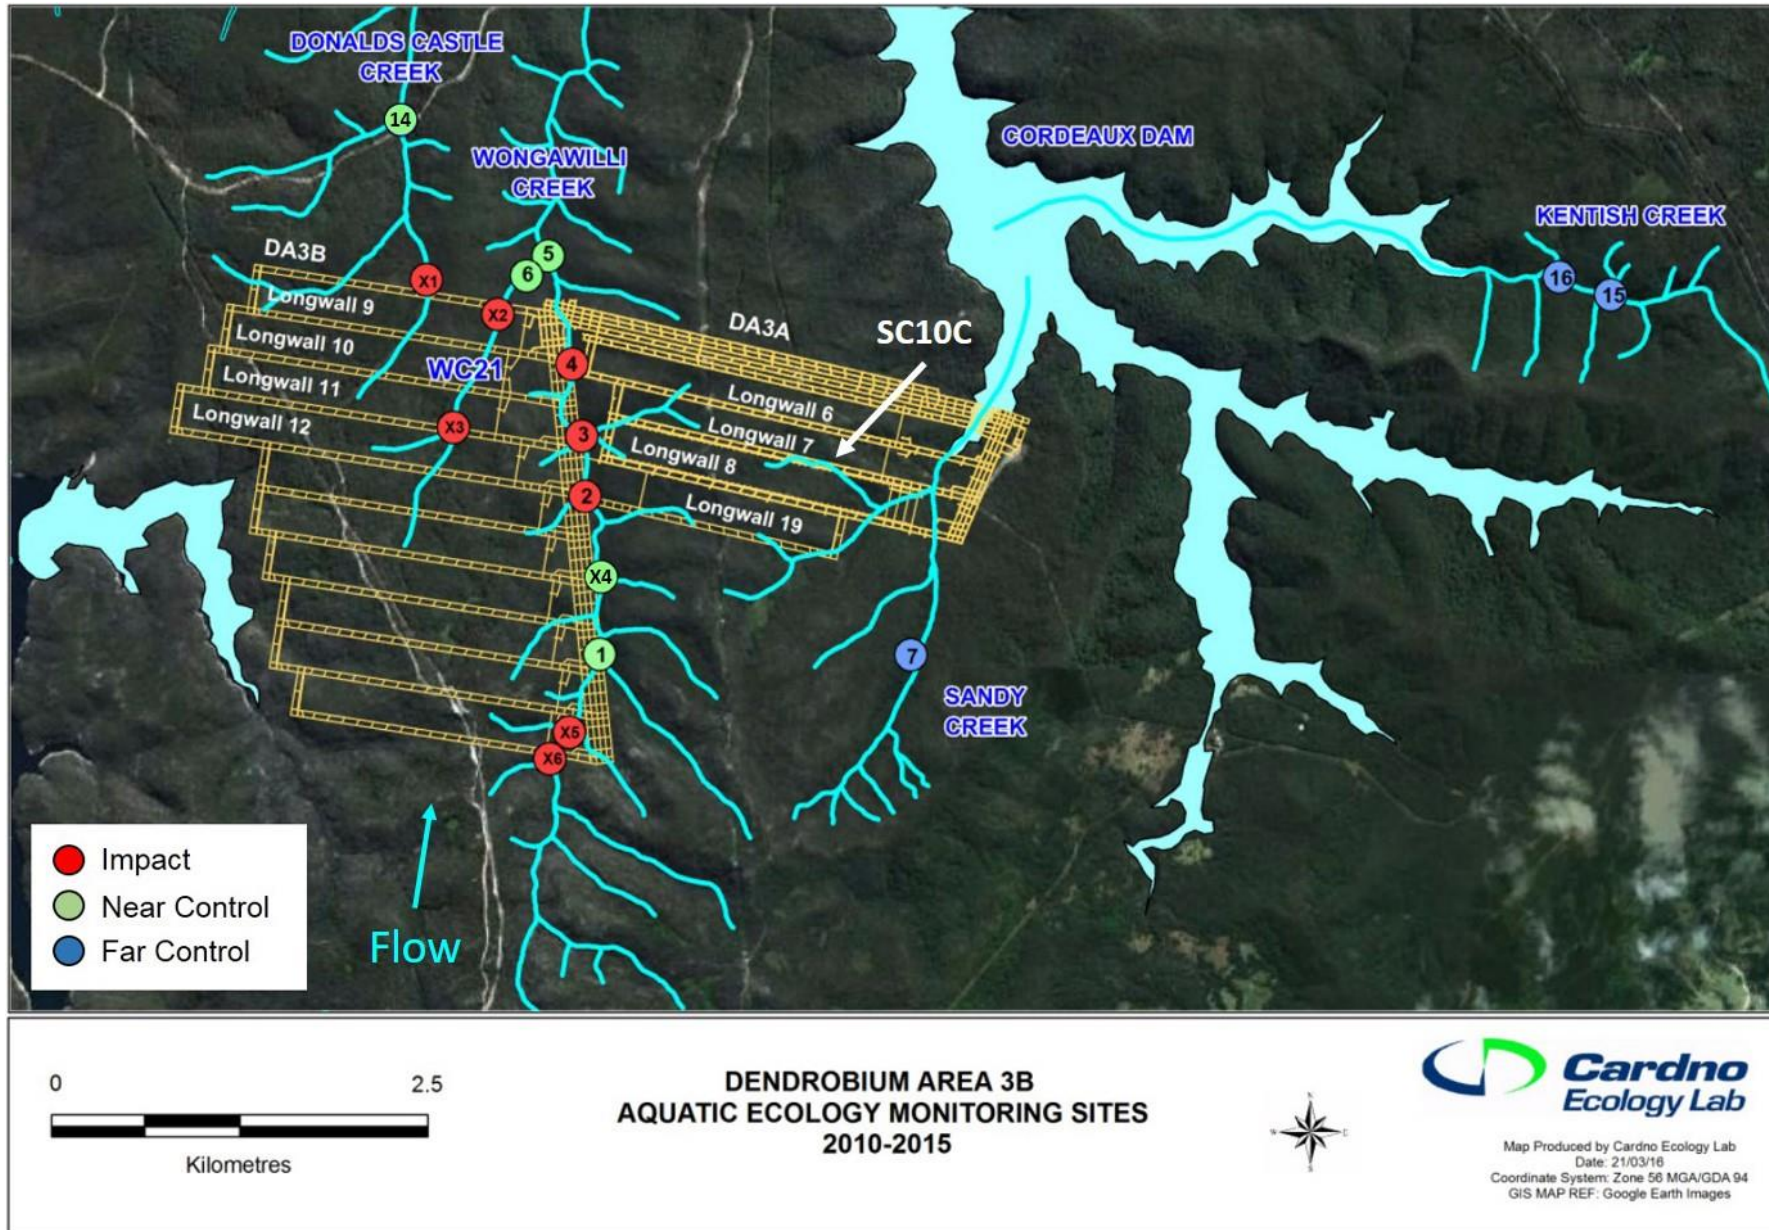 DONALDS CASTLE
CREEK
14
WONGAWILLI
CREEK
CORDEAUX DAM
KENTISH CREEK
DA3B
5
6
16
15
X1
Longwall 9
X2
DA3A
SC10C
Longwall 10
WC21
4
Longwall 11
Longwall 6
Longwall 12
X3
3
Longwall 7
Longwall 8
2
Longwall 19
X4
1
7
SANDY
CREEK
X5
X6
Impact
Near Control
Far Control
Flow
0
2.5
Kilometres
DENDROBIUM AREA 3B
AQUATIC ECOLOGY MONITORING SITES
2010-2015
N
W
E
S
Cardno
Ecology Lab
Map Produced by Cardno Ecology Lab
Date: 21/03/16
Coordinate System: Zone 56 MGA/GDA 94
GIS MAP REF: Google Earth Images